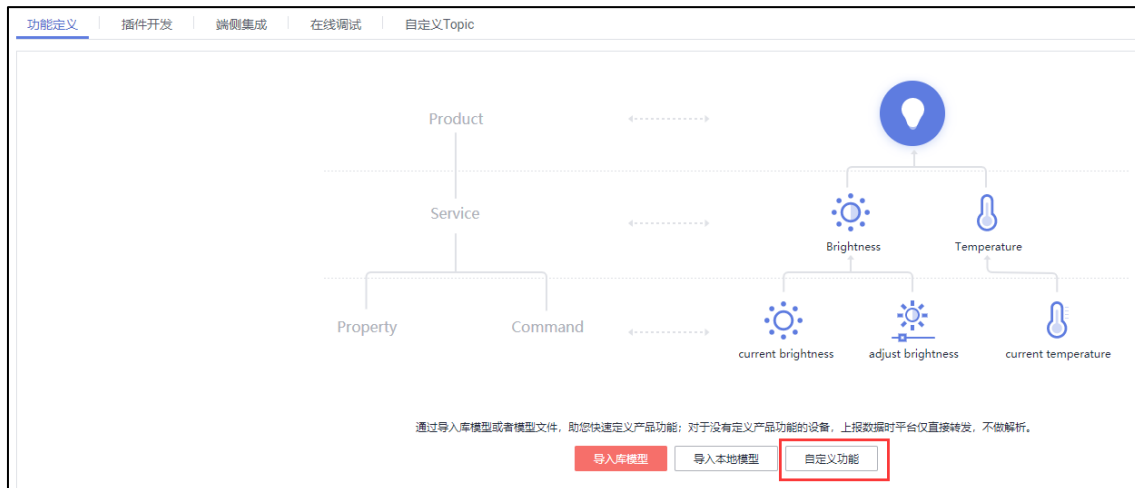 功能定义 插件开发 端侧集成 在线调试 自定义Topic
Product
Service
Brightness Temperature
Property Command
current brightness adjust brightness current temperature
通过导入库模型或者模型文件，助您快速定义产品功能；对于没有定义产品功能的设备，上报数据时平台仅直接转发，不做解析。
导入库模型 导入本地模型 自定义功能